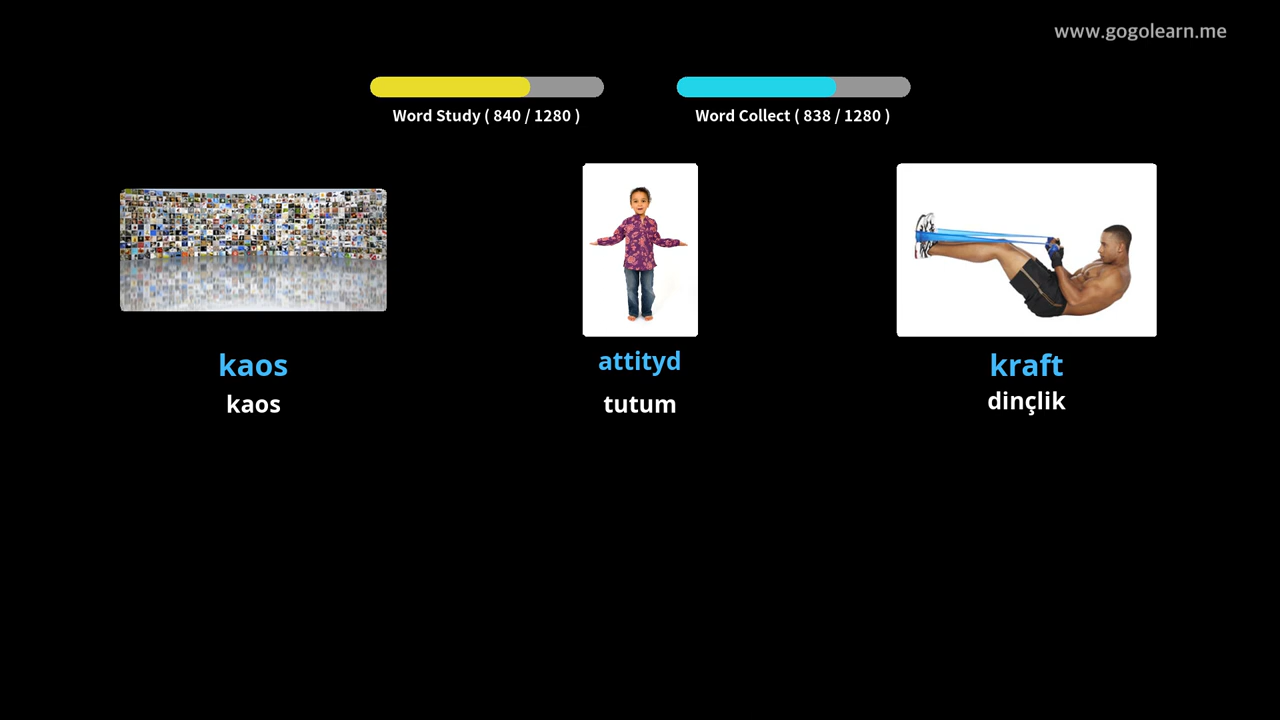 www.gogolearn.me
Word Study ( 840 / 1280 )
Word Collect ( 838 / 1280 )
kaos
kaos
attityd
tutum
kraft
dinçlik